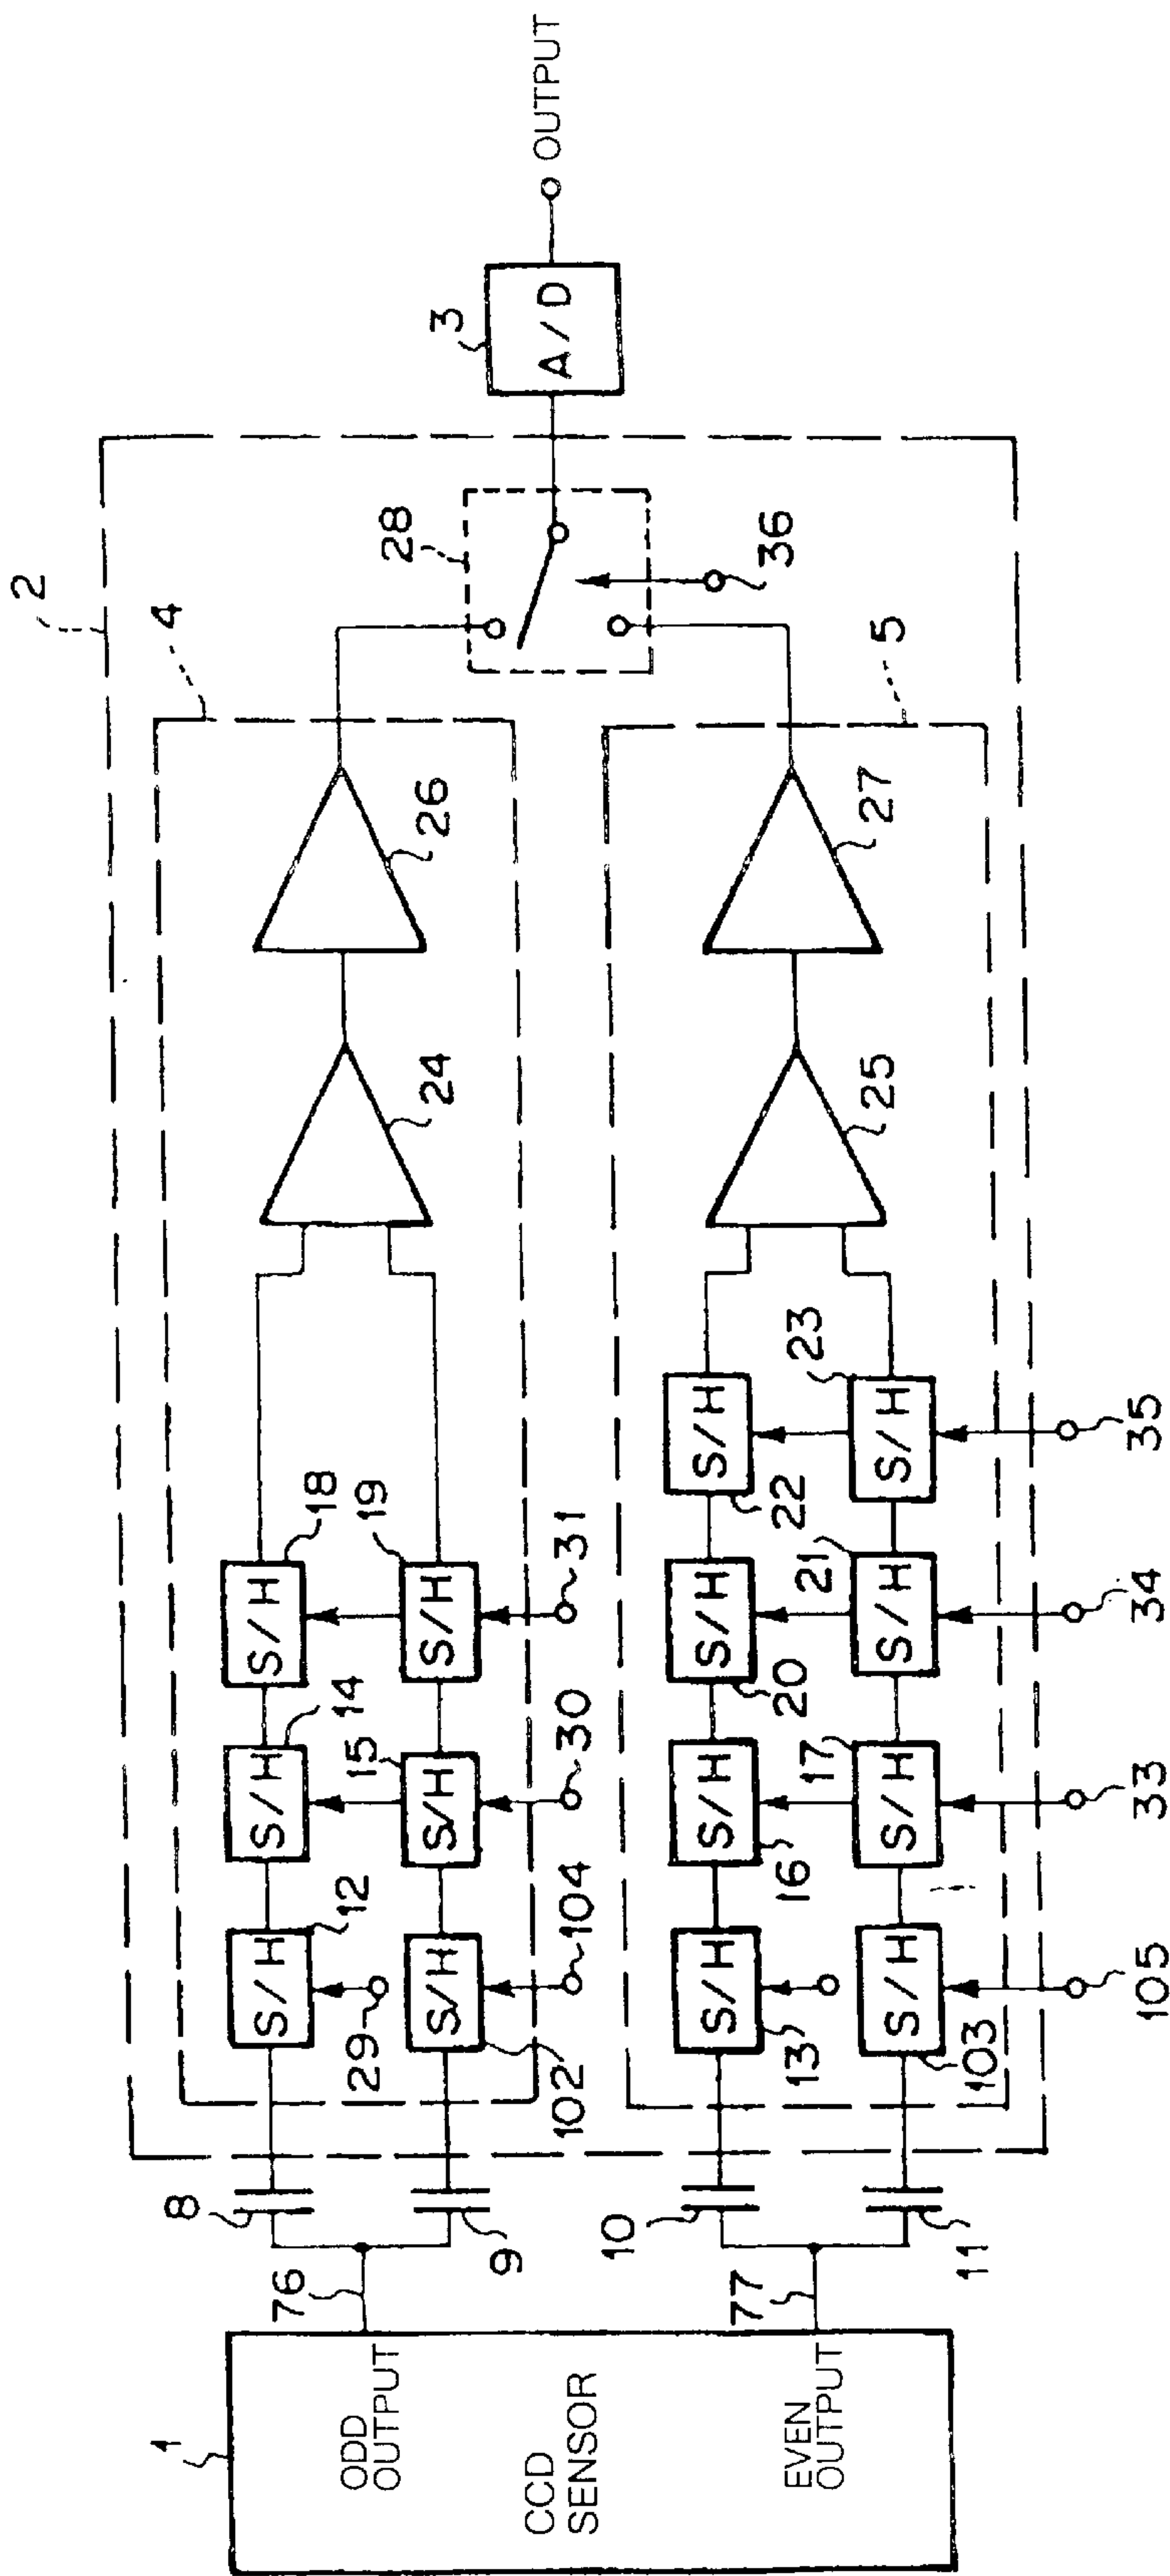 1
ODD
OUTPUT
CCD
SENSOR
EVEN
OUTPUT
76
77
8
9
10
11
2
4
S/H
12
29
S/H
102
104
S/H
14
S/H
15
30
S/H
18
S/H
19
31
24
26
5
S/H
13
S/H
103
105
S/H
16
S/H
17
33
S/H
20
S/H
21
34
S/H
22
S/H
23
35
25
27
28
36
3
A/D
OUTPUT